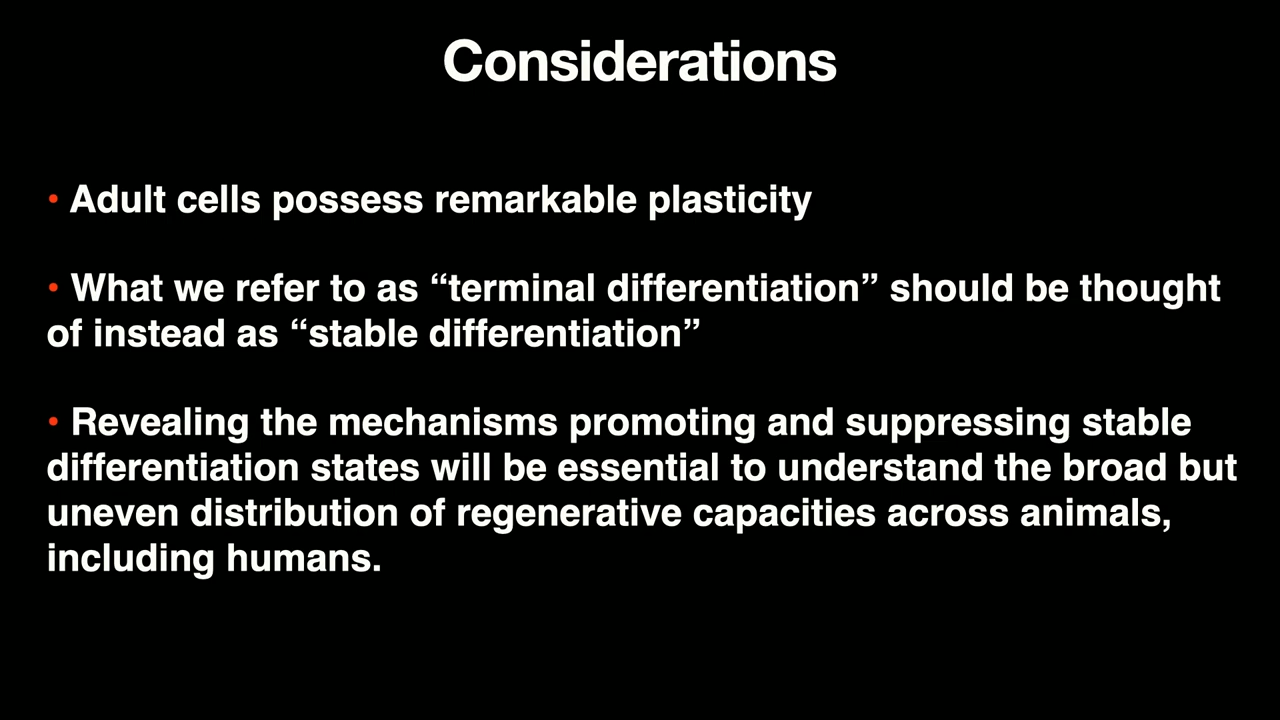 Considerations
• Adult cells possess remarkable plasticity
• What we refer to as “terminal differentiation” should be thought
of instead as “stable differentiation”
• Revealing the mechanisms promoting and suppressing stable
differentiation states will be essential to understand the broad but
uneven distribution of regenerative capacities across animals,
including humans.